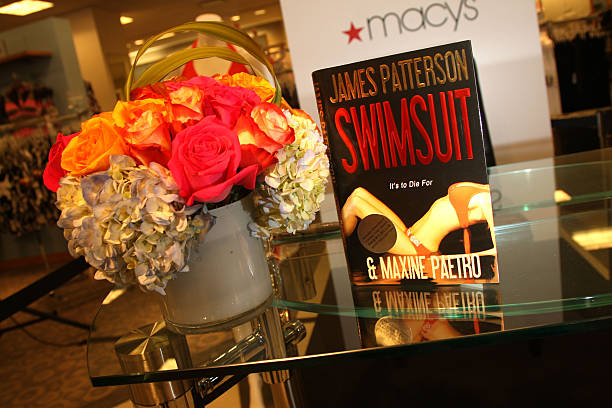 macys
JAMES PATTERSON
SWIMSUIT
It's to Die For
& MAXINE PAETRO